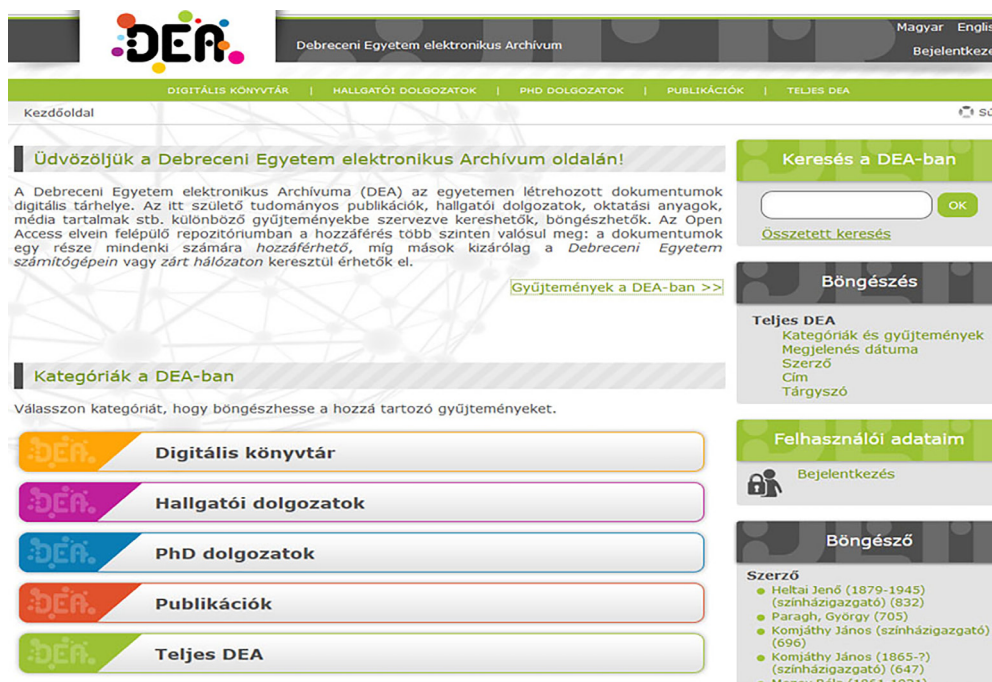 DEA.
Debreceni Egyetem elektronikus Archívum
Magyar
DIGITÁLIS KÖNYVTÁR | HALLGATÓI DOLGOZATOK | PHD DOLGOZATOK | PUBLIKÁCIÓK | TELJES DEA
Kezdőoldal
Üdvözöljük a Debreceni Egyetem elektronikus Archívum oldalán!
A Debreceni Egyetem elektronikus Archívuma (DEA) az egyetemen létrehozott dokumentumok
digitális tárhelye. Az itt születő tudományos publikációk, hallgatói dolgozatok, oktatási anyagok,
média tartalmak stb. különböző gyűjteményekbe szervezve kereshetők, böngészhetők. Az Open
Access elvein felépülő repozitóriumban a hozzáférés több szinten valósul meg: a dokumentumok
egy része mindenki számára hozzáférhető, míg mások kizárólag a Debreceni Egyetem
számítógépein vagy zárt hálózaton keresztül érhetők el.
Gyűjtemények a DEA-ban >>
Kategóriák a DEA-ban
Válasszon kategóriát, hogy böngészhesse a hozzá tartozó gyűjteményeket.
DEA.
Digitális könyvtár
DEA.
Hallgatói dolgozatok
DEA.
PhD dolgozatok
DEA.
Publikációk
DEA.
Teljes DEA
Keresés a DEA-ban
OK
Összetett keresés
Böngészés
Teljes DEA
Kategóriák és gyűjtemények
Megjelenés dátuma
Szerző
Cím
Tárgyszó
Felhasználói adataim
Bejelentkezés
Böngésző
Szerző
Heltai Jenő (1879-1945)
(színházigazgató) (832)
Paragh, György (705)
Komjáthy János (színházigazgató)
(696)
Komjáthy János (1865-?)
(színházigazgató) (647)